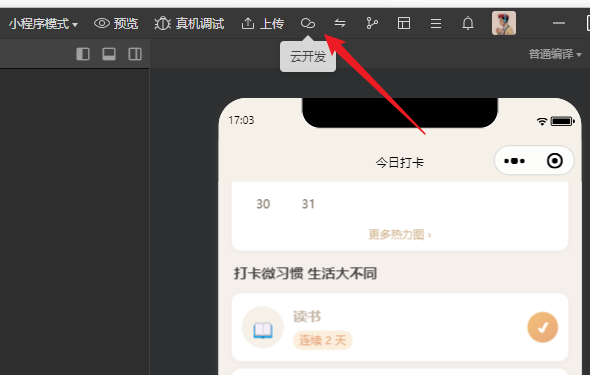 小程序模式 预览 真机调试 上传
云开发
普通编译
17:03
今日打卡
30 31
更多热力图 ›
打卡微习惯 生活大不同
读书
连续 2 天